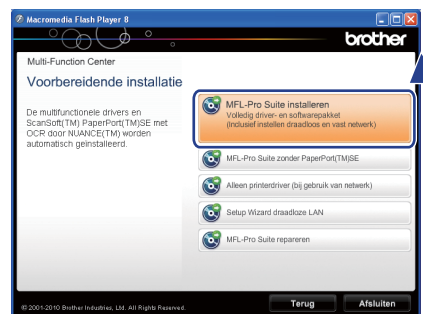 Macromedia Flash Player 8
brother
Multi-Function Center
Voorbereidende installatie
De multifunctionele drivers en
ScanSoft(TM) PaperPort(TM)SE met
OCR door NUANCE(TM) worden
automatisch geïnstalleerd.
MFL-Pro Suite installeren
Volledig driver- en softwarepakket
(Inclusief instellen draadloos en vast netwerk)
MFL-Pro Suite zonder PaperPort(TM)SE
Alleen printerdriver (bij gebruik van netwerk)
Setup Wizard draadloze LAN
MFL-Pro Suite repareren
© 2001-2010 Brother Industries, Ltd. All Rights Reserved.
Terug
Afsluiten